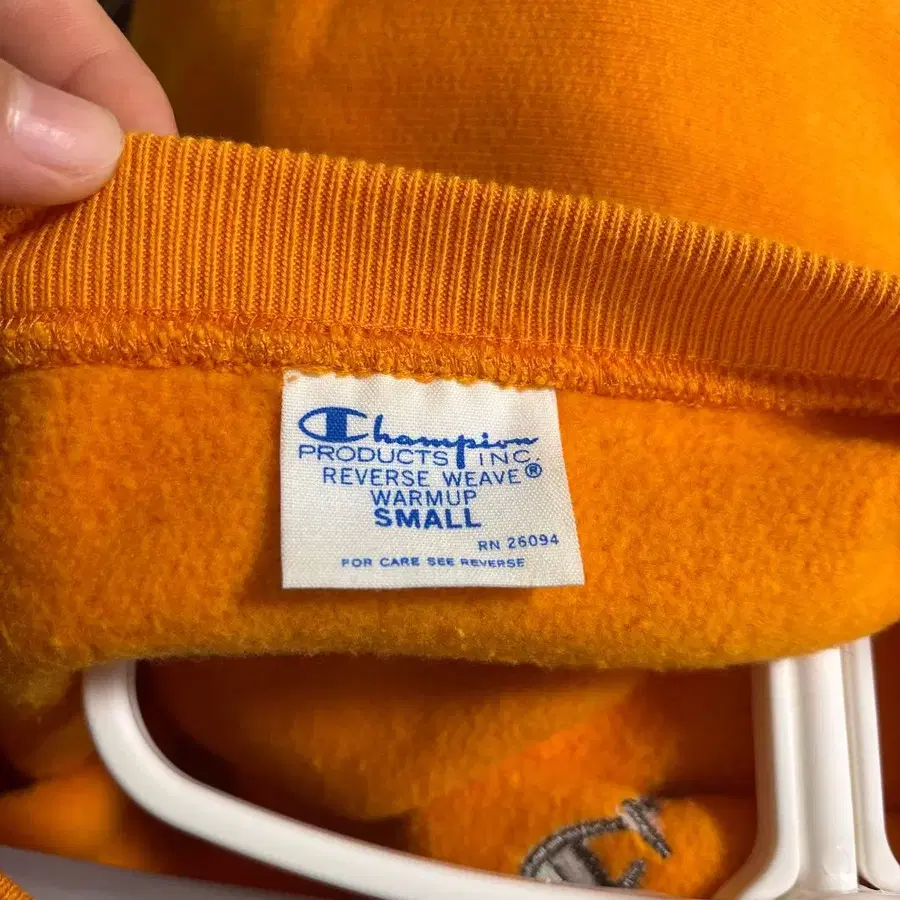 Champion
PRODUCTS INC.
REVERSE WEAVE®
WARMUP
SMALL
RN 26094
FOR CARE SEE REVERSE